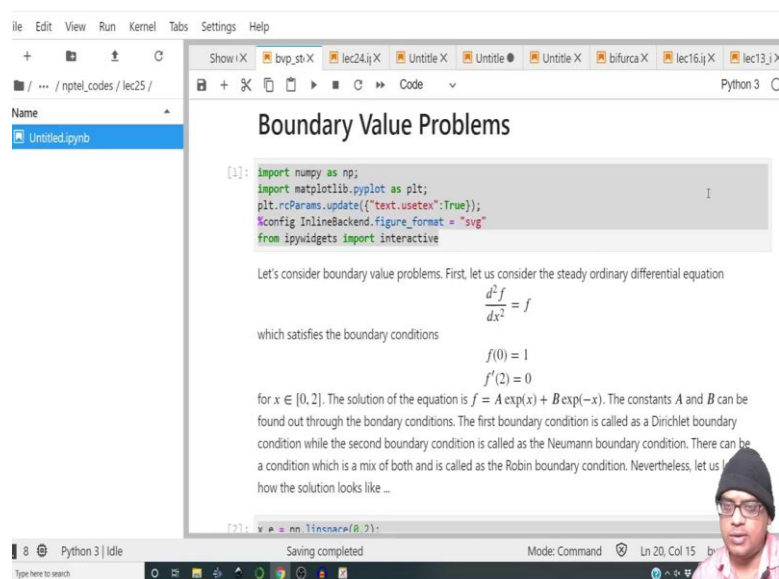 ile Edit View Run Kernel Tabs Settings Help
Show ( X bvp_st X lec24.ij X Untitle X Untitle ● Untitle X bifurca X lec16.ij X lec13_i X
/ ··· / nptel_codes / lec25 /
Code Python 3
Name
Untitled.ipynb
Boundary Value Problems
[1]: import numpy as np;
import matplotlib.pyplot as plt;
plt.rcParams.update({"text.usetex":True});
%config InlineBackend.figure_format = "svg"
from ipywidgets import interactive
Let's consider boundary value problems. First, let us consider the steady ordinary differential equation
d²f/dx² = f
which satisfies the boundary conditions
f(0) = 1
f′(2) = 0
for x ∈ [0, 2]. The solution of the equation is f = A exp(x) + B exp(−x). The constants A and B can be
found out through the bondary conditions. The first boundary condition is called as a Dirichlet boundary
condition while the second boundary condition is called as the Neumann boundary condition. There can be
a condition which is a mix of both and is called as the Robin boundary condition. Nevertheless, let us
how the solution looks like ...
[2]: x_e = np.linspace(0,2);
8 Python 3 | Idle Saving completed Mode: Command Ln 20, Col 15
Type here to search